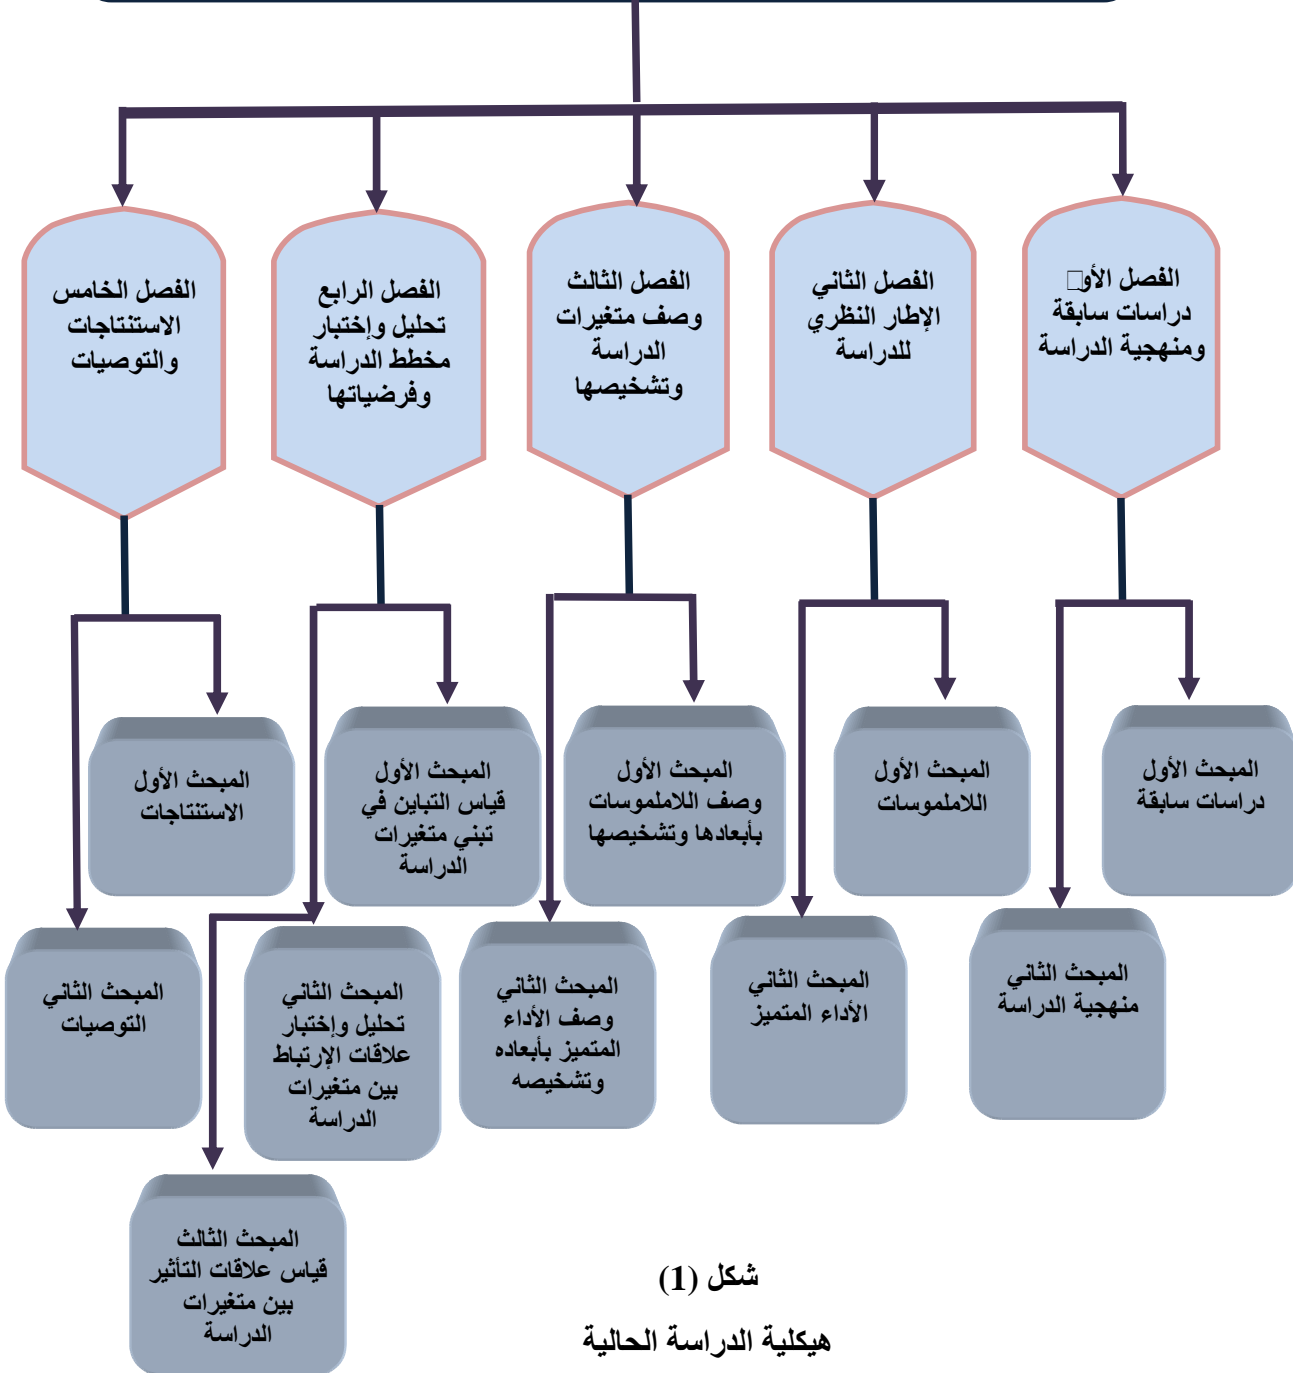 الفصل الأو
دراسات سابقة
ومنهجية الدراسة
الفصل الثاني
الإطار النظري
للدراسة
الفصل الثالث
وصف متغيرات
الدراسة
وتشخيصها
الفصل الرابع
تحليل وإختبار
مخطط الدراسة
وفرضياتها
الفصل الخامس
الاستنتاجات
والتوصيات
المبحث الأول
دراسات سابقة
المبحث الأول
اللاملموسات
المبحث الأول
وصف اللاملموسات
بأبعادها وتشخيصها
المبحث الأول
قياس التباين في
تبني متغيرات
الدراسة
المبحث الأول
الاستنتاجات
المبحث الثاني
منهجية الدراسة
المبحث الثاني
الأداء المتميز
المبحث الثاني
وصف الأداء
المتميز بأبعاده
وتشخيصه
المبحث الثاني
تحليل وإختبار
علاقات الإرتباط
بين متغيرات
الدراسة
المبحث الثاني
التوصيات
المبحث الثالث
قياس علاقات التأثير
بين متغيرات
الدراسة
شكل (1)
هيكلية الدراسة الحالية